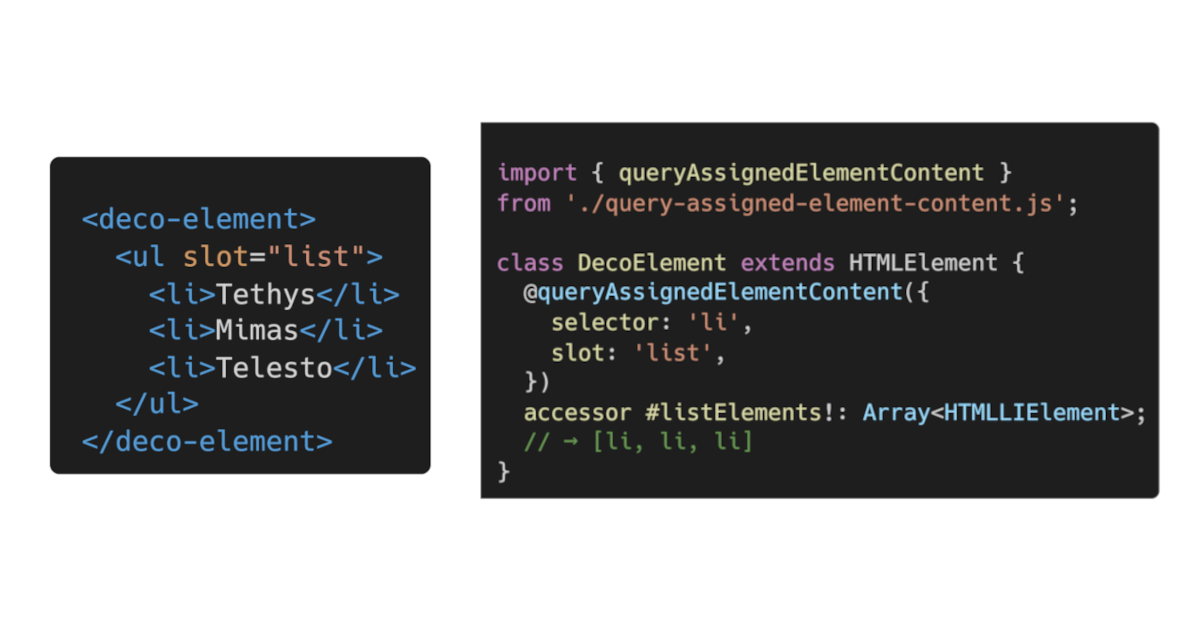 <deco-element>
  <ul slot="list">
    <li>Tethys</li>
    <li>Mimas</li>
    <li>Telesto</li>
  </ul>
</deco-element>
import { queryAssignedElementContent }
from './query-assigned-element-content.js';
class DecoElement extends HTMLElement {
  @queryAssignedElementContent({
    selector: 'li',
    slot: 'list',
  })
  accessor #listElements!: Array<HTMLLIElement>;
  // → [li, li, li]
}